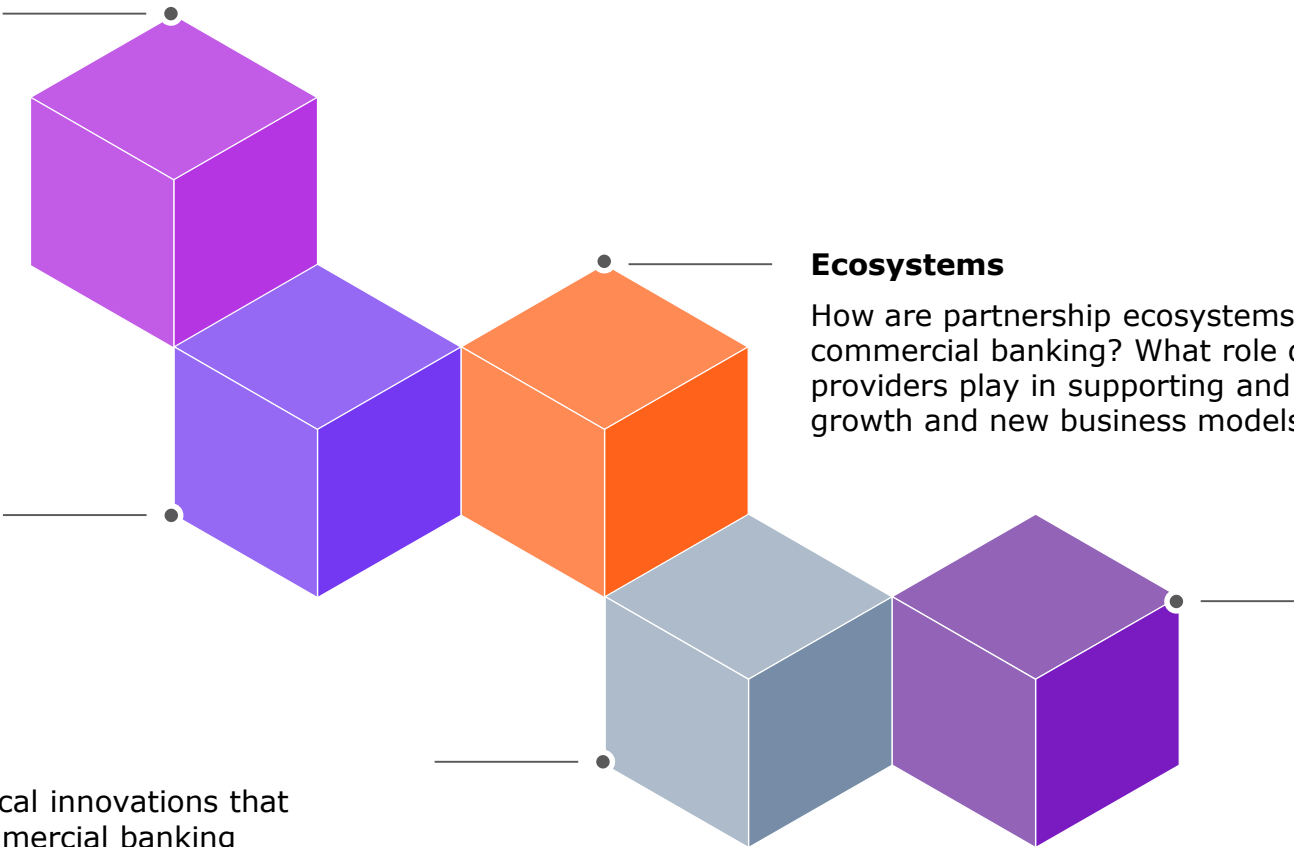 Ecosystems
How are partnership ecosystems
commercial banking? What role
providers play in supporting and
growth and new business models
cal innovations that
mercial banking